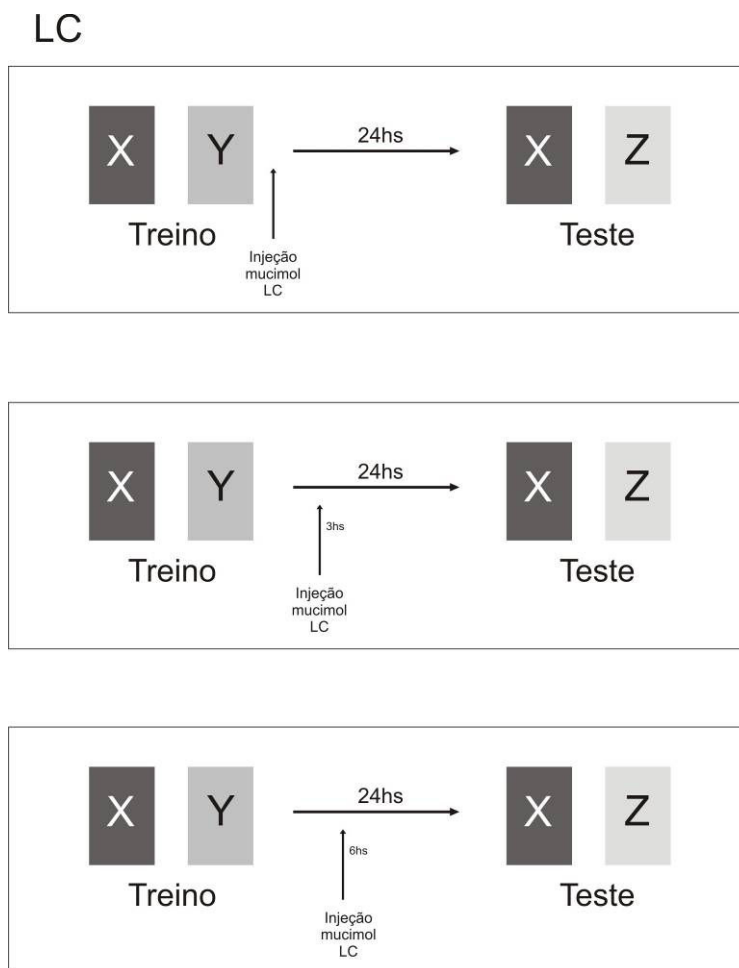 LC
X Y 24hs X Z
Treino Teste
Injeção
mucimol
LC
X Y 24hs X Z
3hs
Treino Teste
Injeção
mucimol
LC
X Y 24hs X Z
6hs
Treino Teste
Injeção
mucimol
LC